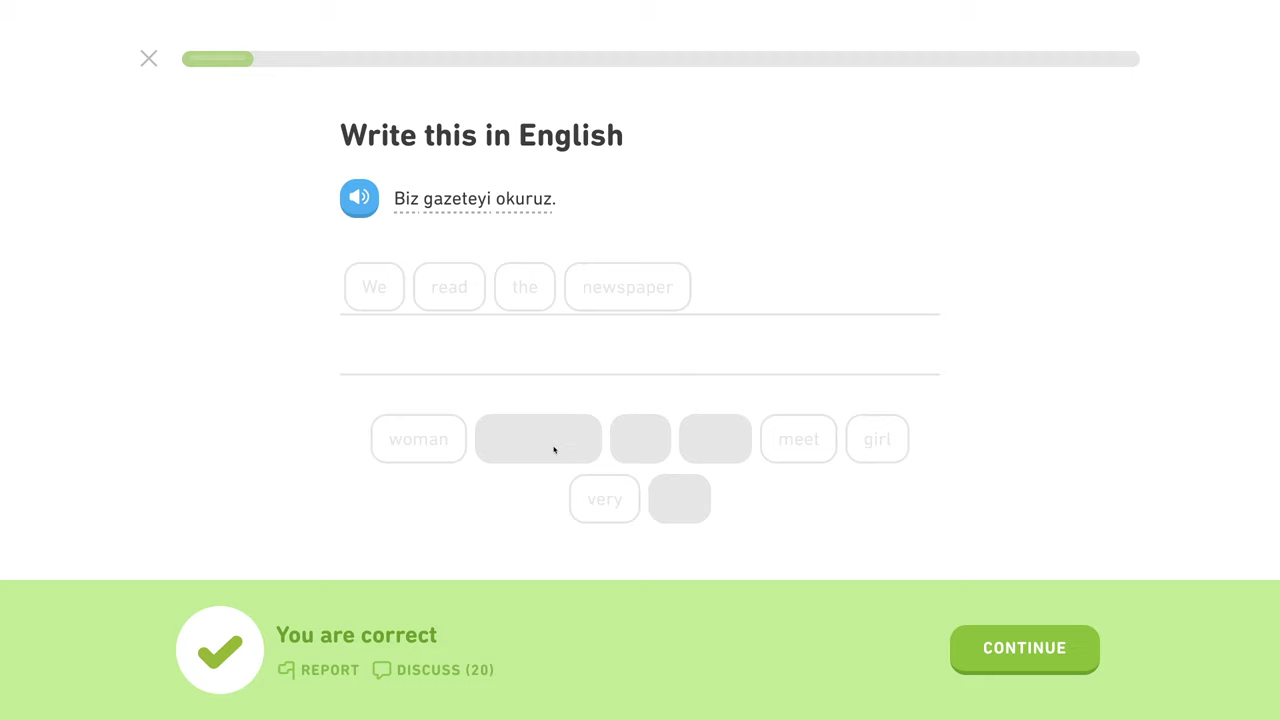 Write this in English
Biz gazeteyi okuruz.
We read the newspaper
woman meet girl
very
You are correct
REPORT DISCUSS (20)
CONTINUE